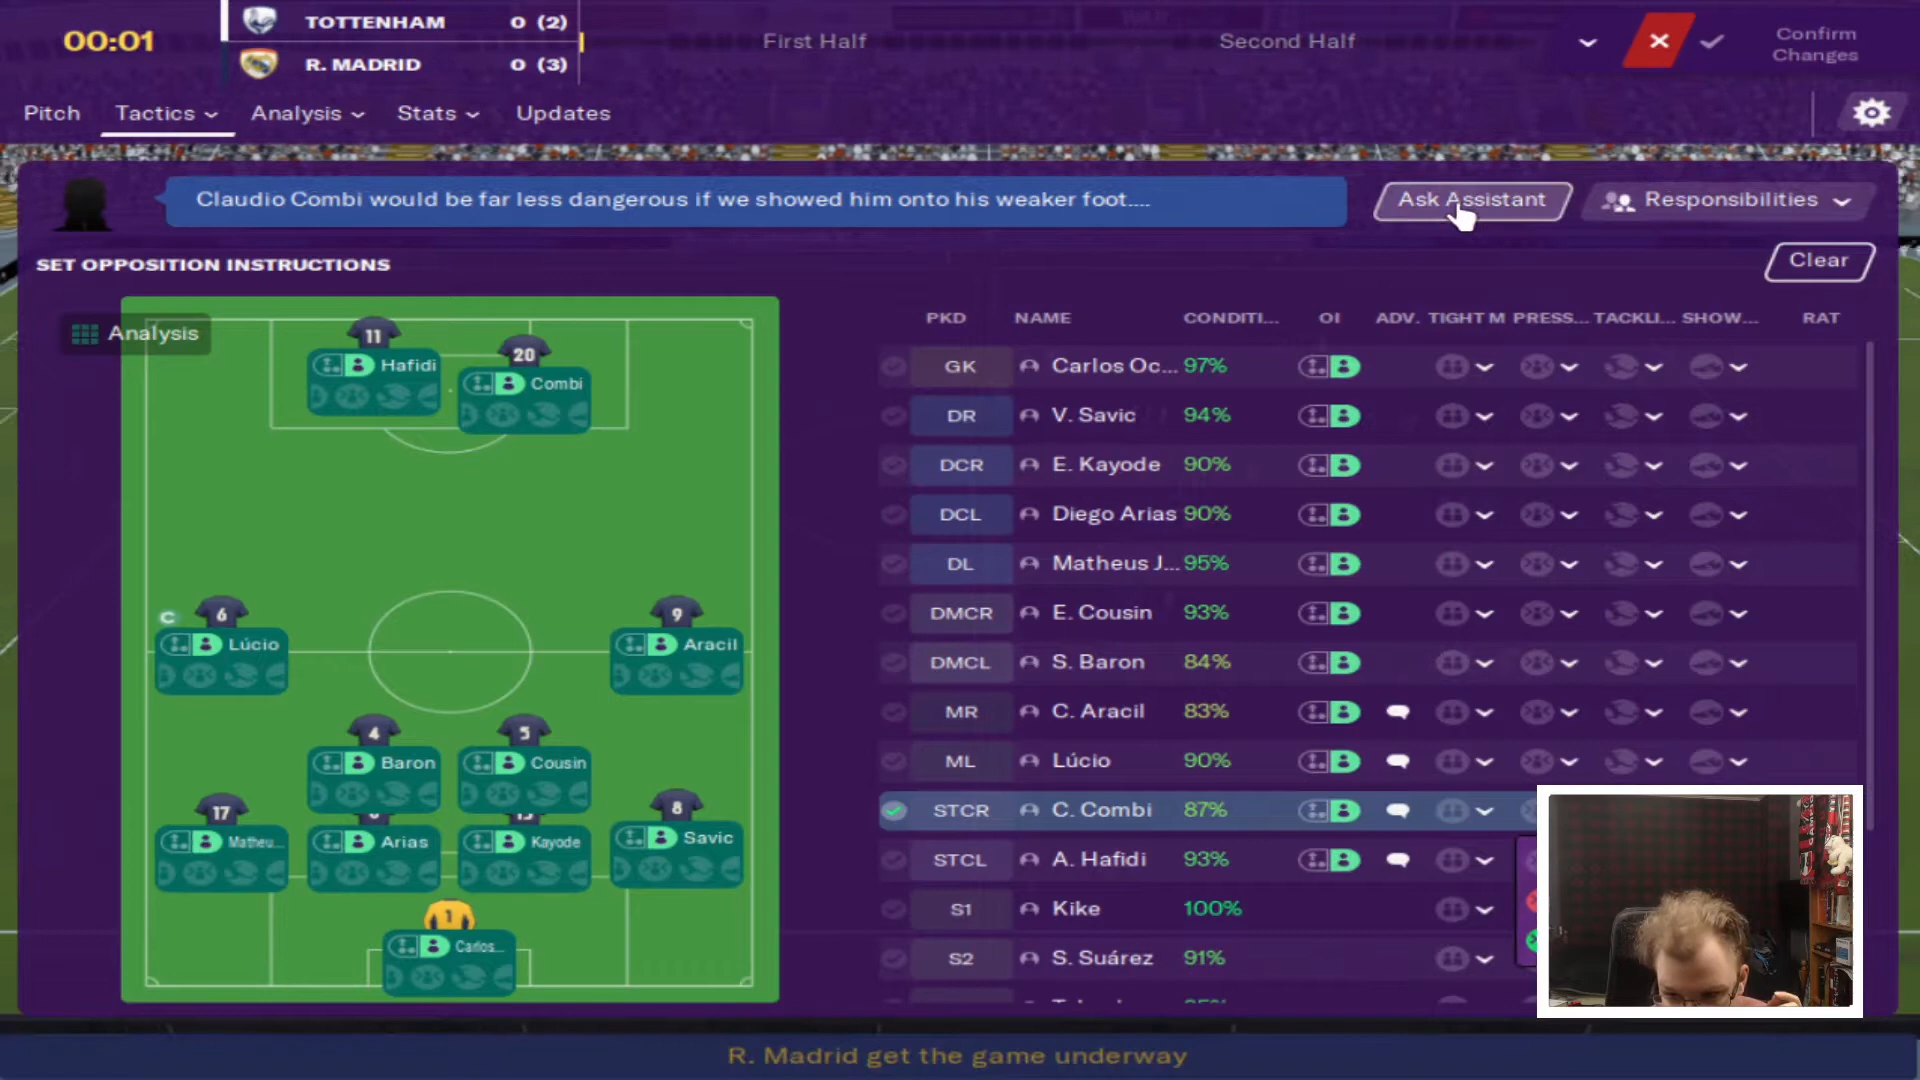 00:01
TOTTENHAM 0 (2)
R. MADRID 0 (3)
First Half
Second Half
Confirm
Changes
Pitch
Tactics
Analysis
Stats
Updates
Claudio Combi would be far less dangerous if we showed him onto his weaker foot....
Ask Assistant
Responsibilities
SET OPPOSITION INSTRUCTIONS
Clear
Analysis
11
Hafidi
20
Combi
C
6
Lúcio
9
Aracil
4
Baron
5
Cousin
17
Matheu...
Arias
Kayode
8
Savic
1
Carlos...
PKD NAME CONDITI... OI ADV. TIGHT M PRESS... TACKLI... SHOW... RAT
GK Carlos Oc... 97%
DR V. Savic 94%
DCR E. Kayode 90%
DCL Diego Arias 90%
DL Matheus J... 95%
DMCR E. Cousin 93%
DMCL S. Baron 84%
MR C. Aracil 83%
ML Lúcio 90%
STCR C. Combi 87%
STCL A. Hafidi 93%
S1 Kike 100%
S2 S. Suárez 91%
R. Madrid get the game underway